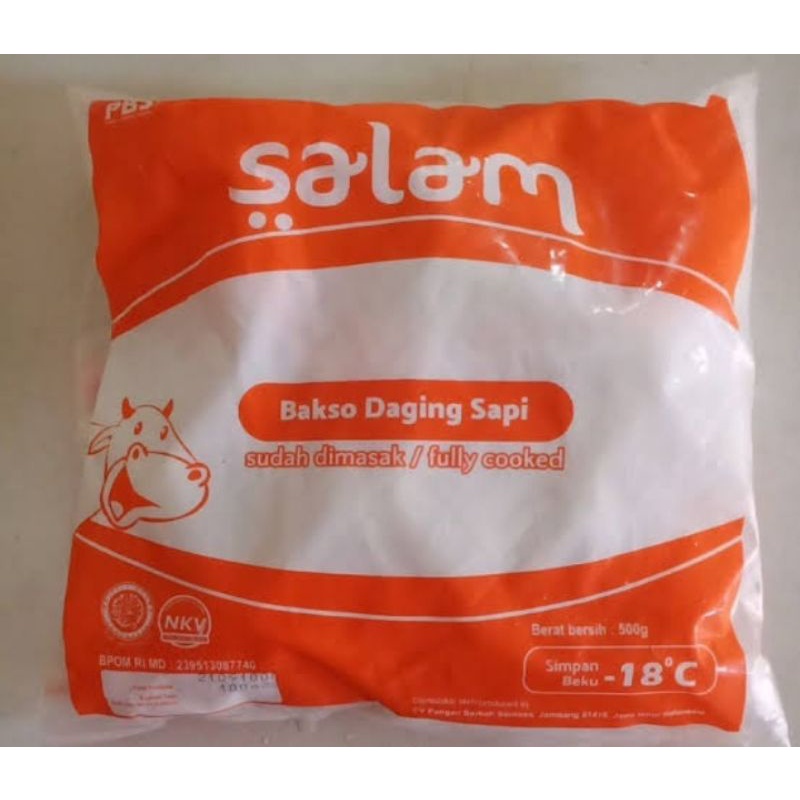 PBS
salam
Bakso Daging Sapi
sudah dimasak / fully cooked
NKV
Berat bersih : 500g
BPOM RI MD : 239513087740
Simpan
Beku -18°C